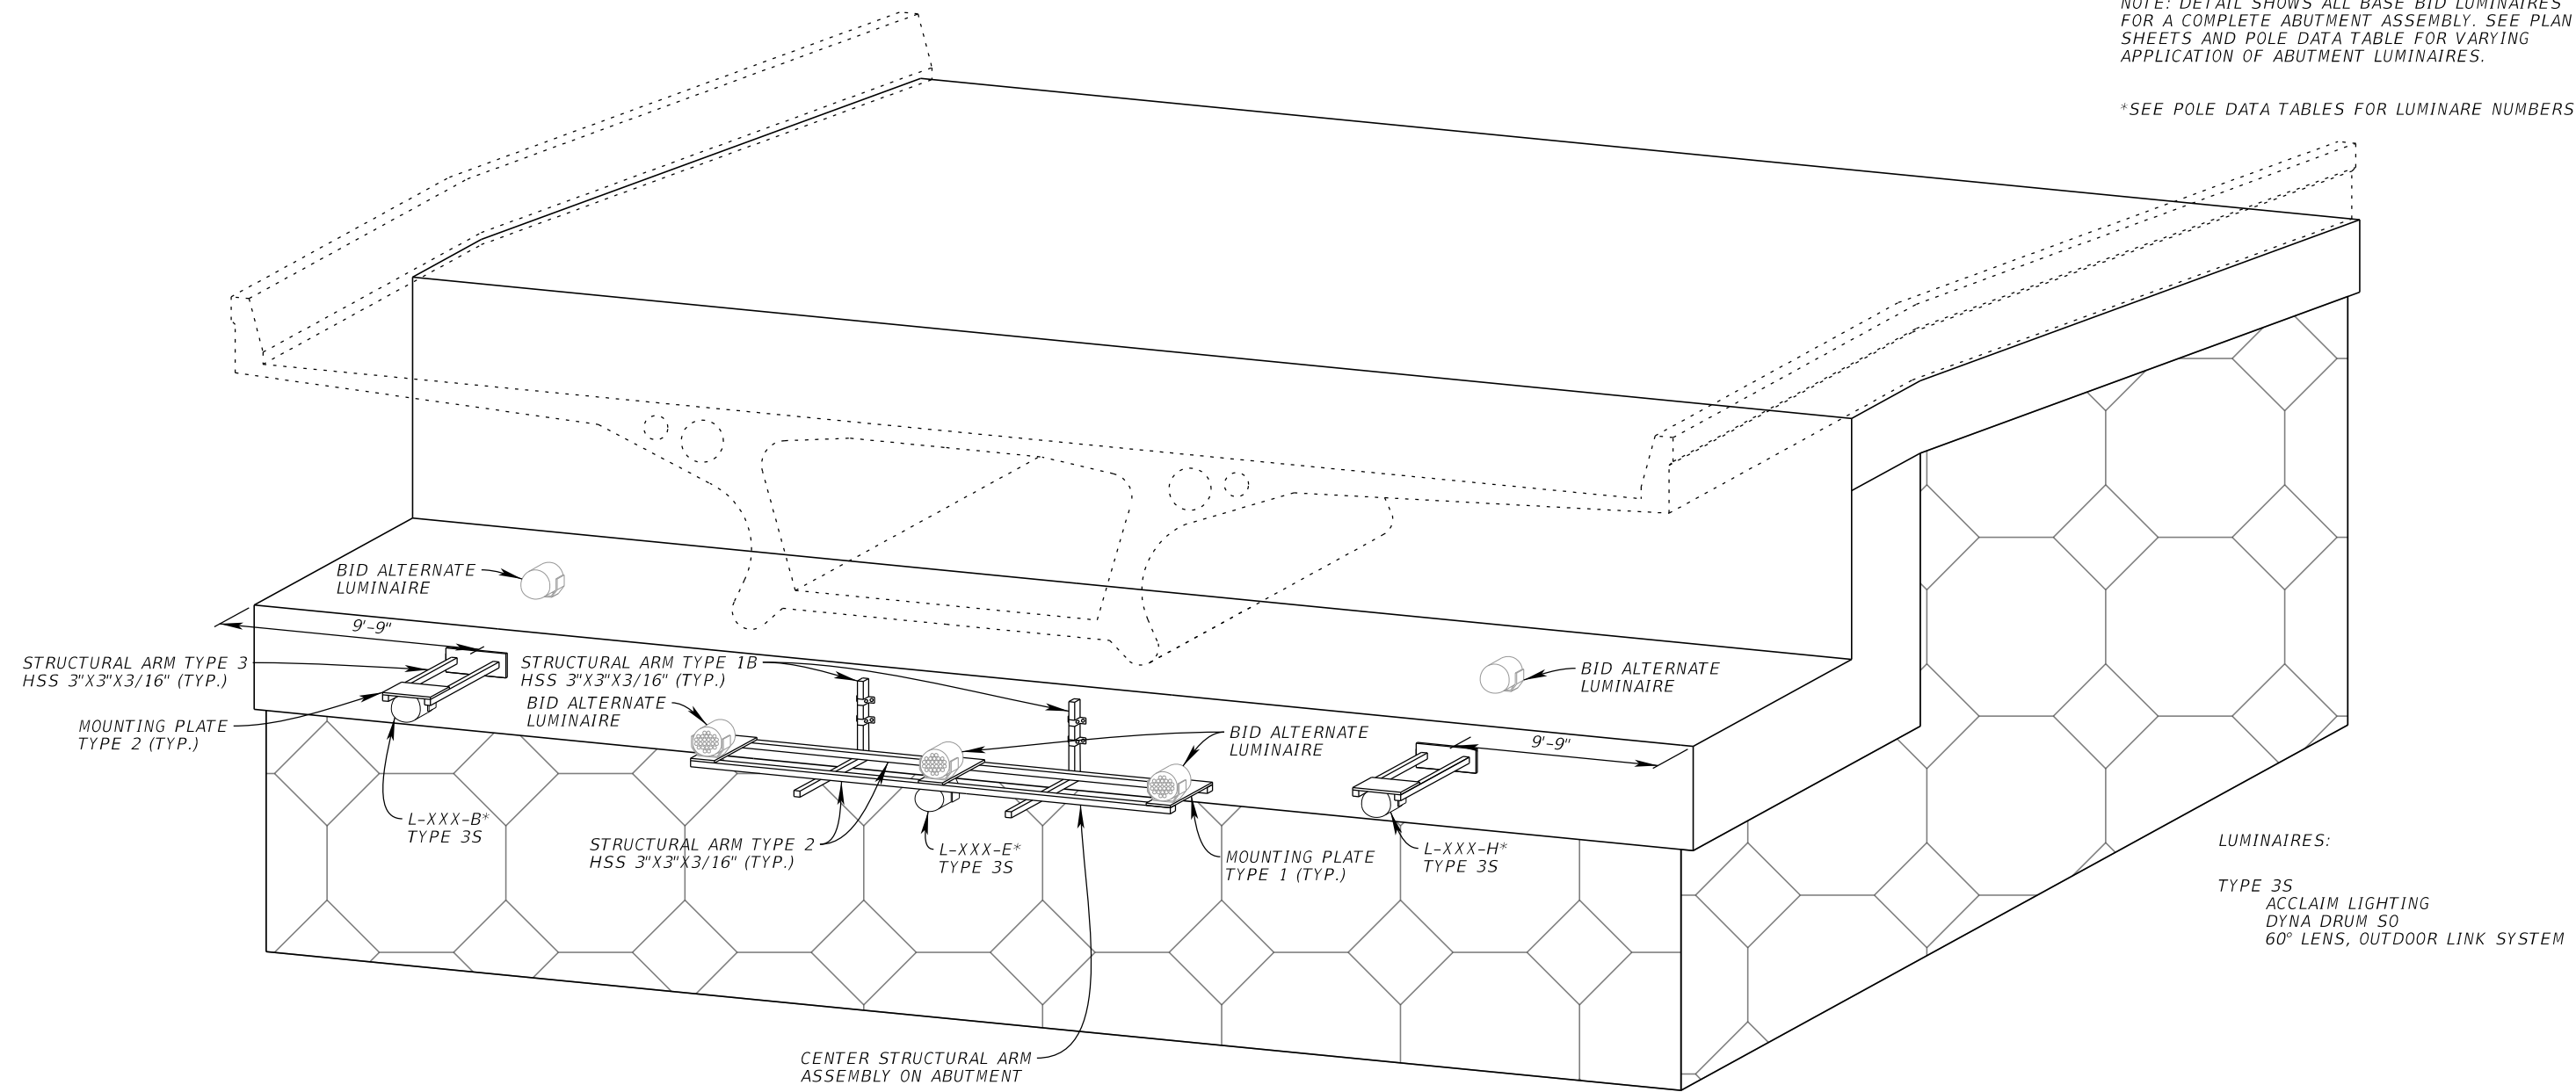 NOTE: DETAIL SHOWS ALL BASE BID LUMINAIRES
FOR A COMPLETE ABUTMENT ASSEMBLY. SEE PLAN
SHEETS AND POLE DATA TABLE FOR VARYING
APPLICATION OF ABUTMENT LUMINAIRES.
*SEE POLE DATA TABLES FOR LUMINARE NUMBERS
BID ALTERNATE
LUMINAIRE
9'-9"
STRUCTURAL ARM TYPE 3
HSS 3"X3"X3/16" (TYP.)
MOUNTING PLATE
TYPE 2 (TYP.)
STRUCTURAL ARM TYPE 1B
HSS 3"X3"X3/16" (TYP.)
BID ALTERNATE
LUMINAIRE
BID ALTERNATE
LUMINAIRE
BID ALTERNATE
LUMINAIRE
9'-9"
L-XXX-B*
TYPE 3S
STRUCTURAL ARM TYPE 2
HSS 3"X3"X3/16" (TYP.)
L-XXX-E*
TYPE 3S
MOUNTING PLATE
TYPE 1 (TYP.)
L-XXX-H*
TYPE 3S
CENTER STRUCTURAL ARM
ASSEMBLY ON ABUTMENT
LUMINAIRES:
TYPE 3S
ACCLAIM LIGHTING
DYNA DRUM SO
60° LENS, OUTDOOR LINK SYSTEM